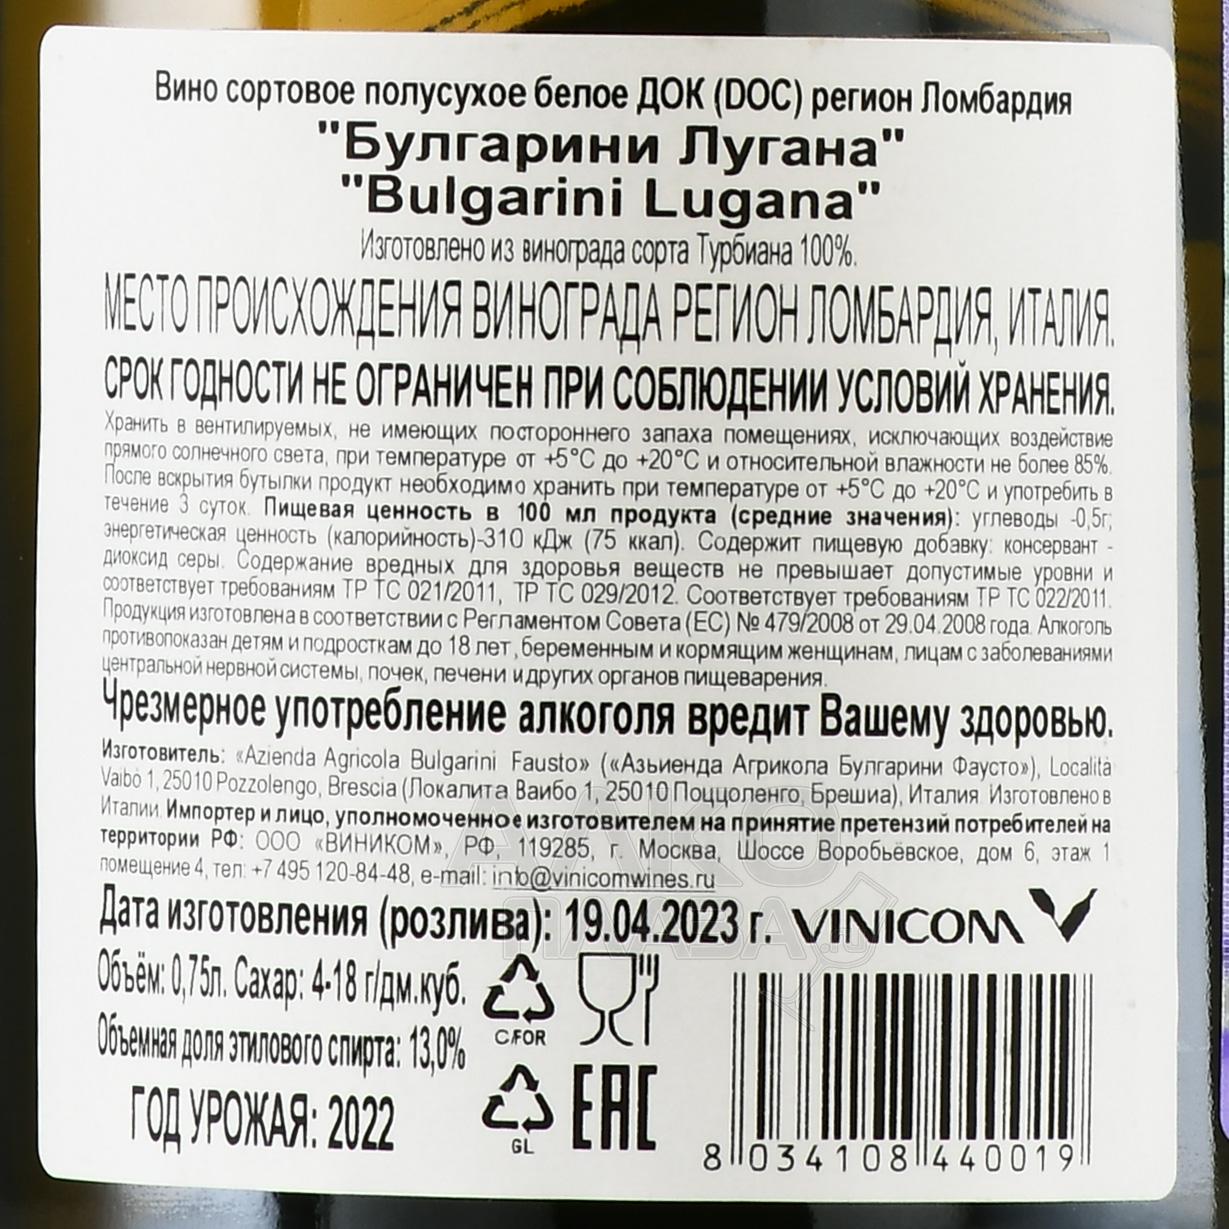 Вино сортовое полусухое белое ДОК (DOC) регион Ломбардия
"Булгарини Лугана"
"Bulgarini Lugana"
Изготовлено из винограда сорта Турбиана 100%.
МЕСТО ПРОИСХОЖДЕНИЯ ВИНОГРАДА РЕГИОН ЛОМБАРДИЯ, ИТАЛИЯ.
СРОК ГОДНОСТИ НЕ ОГРАНИЧЕН ПРИ СОБЛЮДЕНИИ УСЛОВИЙ ХРАНЕНИЯ.
Хранить в вентилируемых, не имеющих постороннего запаха помещениях, исключающих воздействие
прямого солнечного света, при температуре от +5°С до +20°С и относительной влажности не более 85%.
После вскрытия бутылки продукт необходимо хранить при температуре от +5°С до +20°С и употребить в
течение 3 суток. Пищевая ценность в 100 мл продукта (средние значения): углеводы -0,5г;
энергетическая ценность (калорийность)-310 кДж (75 ккал). Содержит пищевую добавку: консервант -
диоксид серы. Содержание вредных для здоровья веществ не превышает допустимые уровни и
соответствует требованиям ТР ТС 021/2011, ТР ТС 029/2012. Соответствует требованиям ТР ТС 022/2011.
Продукция изготовлена в соответствии с Регламентом Совета (ЕС) № 479/2008 от 29.04.2008 года. Алкоголь
противопоказан детям и подросткам до 18 лет, беременным и кормящим женщинам, лицам с заболеваниями
центральной нервной системы, почек, печени и других органов пищеварения.
Чрезмерное употребление алкоголя вредит Вашему здоровью.
Изготовитель: «Azienda Agricola Bulgarini Fausto» («Азьиенда Агрикола Булгарини Фаусто»), Località
Vaibò 1, 25010 Pozzolengo, Brescia (Локалита Ваибо 1, 25010 Поццоленго, Брешиа), Италия. Изготовлено в
Италии. Импортер и лицо, уполномоченное изготовителем на принятие претензий потребителей на
территории РФ: ООО «ВИНИКОМ», РФ, 119285, г. Москва, Шоссе Воробьёвское, дом 6, этаж 1
помещение 4, тел: +7 495 120-84-48, e-mail: info@vinicomwines.ru
Дата изготовления (розлива): 19.04.2023 г. VINICOM
Объём: 0,75л. Сахар: 4-18 г/дм.куб.
C/FOR
Объемная доля этилового спирта: 13,0%
ГОД УРОЖАЯ: 2022
GL
EAC
8 034108 440019
АЛКО
ПЛАЗА.ru